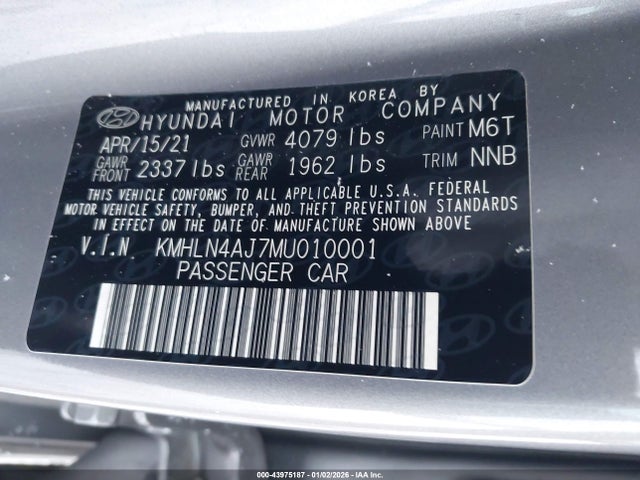 MANUFACTURED IN KOREA BY
HYUNDAI MOTOR COMPANY
APR/15/21 GVWR 4079 lbs PAINT M6T
GAWR FRONT 2337 lbs GAWR REAR 1962 lbs TRIM NNB
THIS VEHICLE CONFORMS TO ALL APPLICABLE U.S.A. FEDERAL
MOTOR VEHICLE SAFETY, BUMPER, AND THEFT PREVENTION STANDARDS
IN EFFECT ON THE DATE OF MANUFACTURE SHOWN ABOVE.
V.I.N KMHLN4AJ7MU010001
PASSENGER CAR
000-43975187 - 01/02/2026 - IAA Inc.